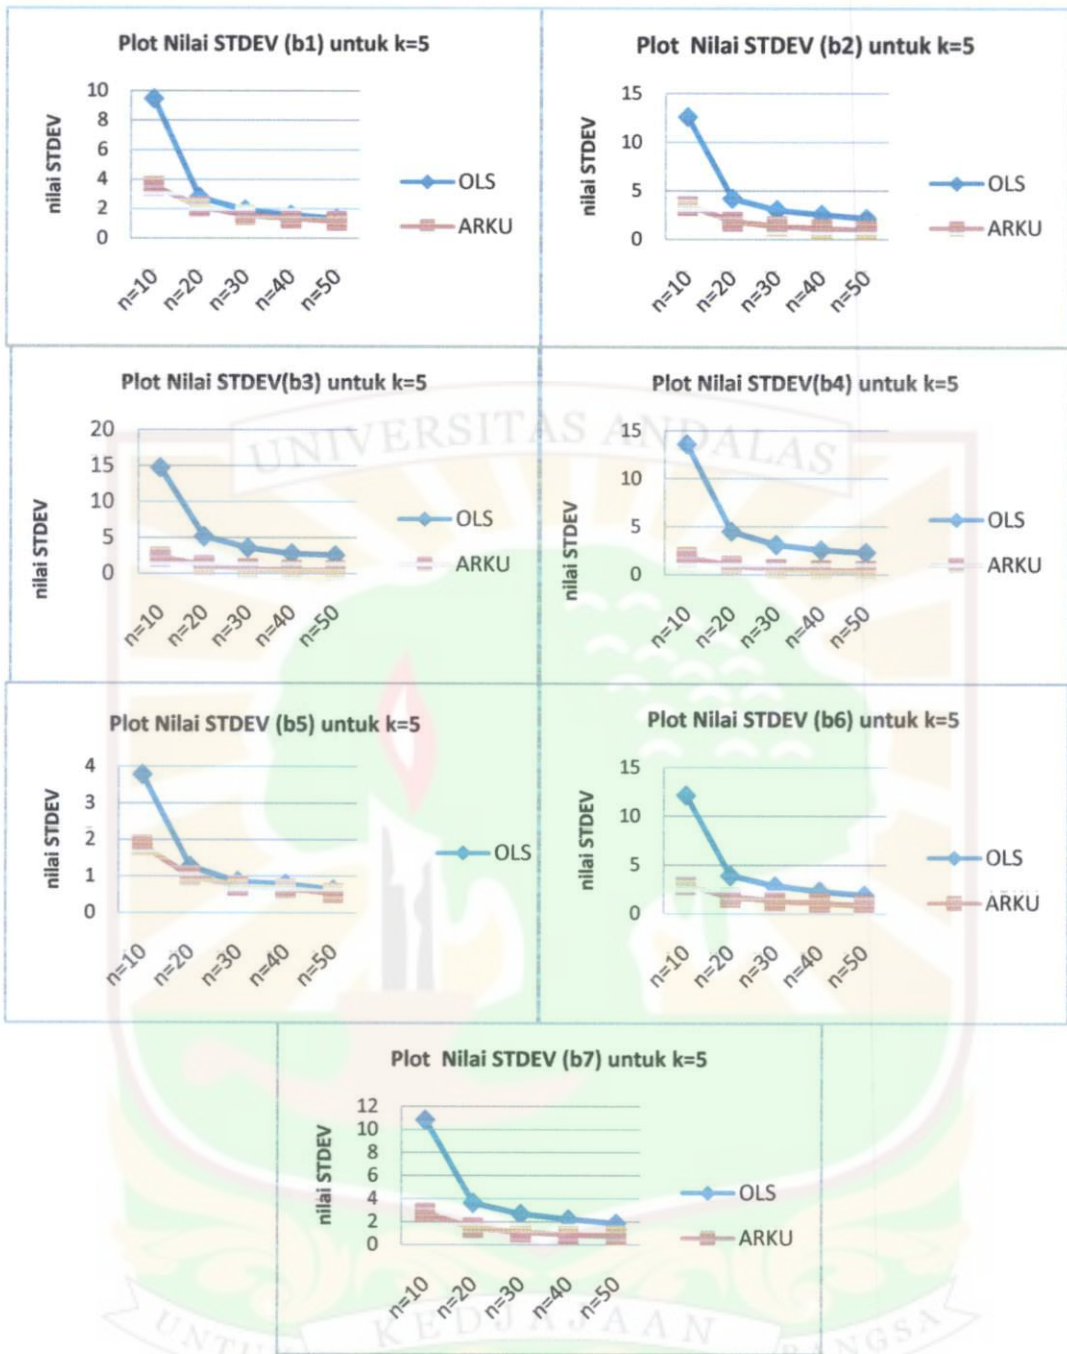 Plot Nilai STDEV (b1) untuk k=5
nilai STDEV
10
8
6
4
2
0
n=10
n=20
n=30
n=40
n=50
OLS
ARKU
Plot Nilai STDEV (b2) untuk k=5
nilai STDEV
15
10
5
0
n=10
n=20
n=30
n=40
n=50
OLS
ARKU
Plot Nilai STDEV(b3) untuk k=5
nilai STDEV
20
15
10
5
0
n=10
n=20
n=30
n=40
n=50
OLS
ARKU
Plot Nilai STDEV(b4) untuk k=5
nilai STDEV
15
10
5
0
n=10
n=20
n=30
n=40
n=50
OLS
ARKU
UNIVERSITAS ANDALAS
Plot Nilai STDEV (b5) untuk k=5
nilai STDEV
4
3
2
1
0
n=10
n=20
n=30
n=40
n=50
OLS
Plot Nilai STDEV (b6) untuk k=5
nilai STDEV
15
10
5
0
n=10
n=20
n=30
n=40
n=50
OLS
ARKU
Plot Nilai STDEV (b7) untuk k=5
nilai STDEV
12
10
8
6
4
2
0
n=10
n=20
n=30
n=40
n=50
OLS
ARKU
KEDJAJAAN
BANGSA